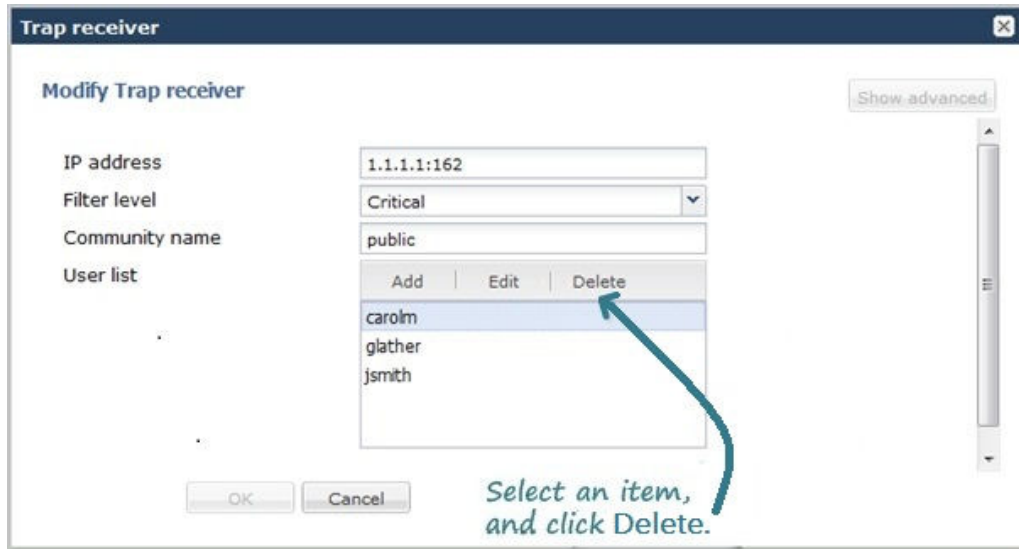 Trap receiver
Modify Trap receiver
Show advanced
IP address
1.1.1.1:162
Filter level
Critical
Community name
public
User list
Add | Edit | Delete
carolm
glather
jsmith
OK
Cancel
Select an item,
and click Delete.